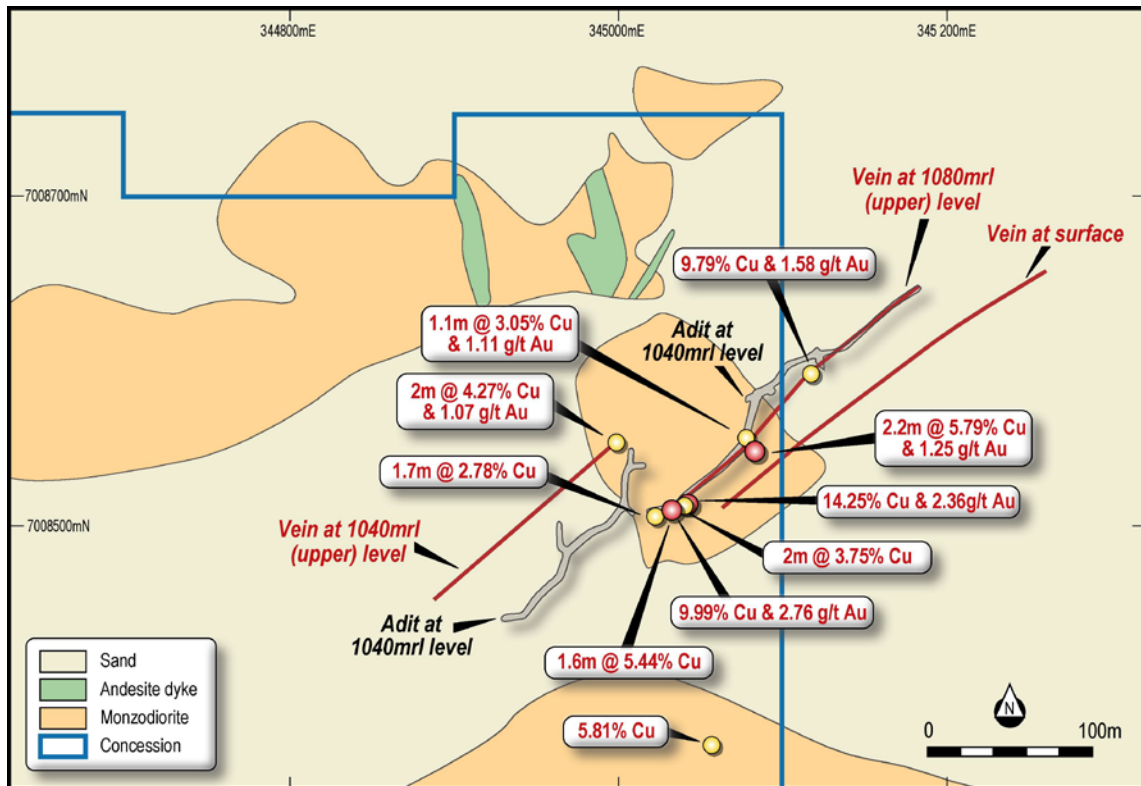 344800mE
345000mE
345 200mE
7008700mN
Vein at 1080mrl
(upper) level
Vein at surface
9.79% Cu & 1.58 g/t Au
1.1m @ 3.05% Cu
& 1.11 g/t Au
Adit at
1040mrl level
2m @ 4.27% Cu
& 1.07 g/t Au
2.2m @ 5.79% Cu
& 1.25 g/t Au
1.7m @ 2.78% Cu
14.25% Cu & 2.36g/t Au
7008500mN
Vein at 1040mrl
(upper) level
2m @ 3.75% Cu
9.99% Cu & 2.76 g/t Au
Adit at
1040mrl level
1.6m @ 5.44% Cu
5.81% Cu
Sand
Andesite dyke
Monzodiorite
Concession
N
0
100m